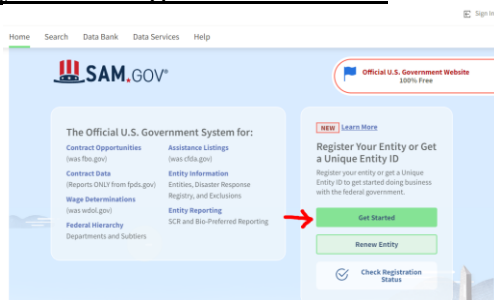 Sign In
Home Search Data Bank Data Services Help
SAM.GOV®
Official U.S. Government Website
100% Free
The Official U.S. Government System for:
Contract Opportunities
(was fbo.gov)
Contract Data
(Reports ONLY from fpds.gov)
Wage Determinations
(was wdol.gov)
Federal Hierarchy
Departments and Subtiers
Assistance Listings
(was cfda.gov)
Entity Information
Entities, Disaster Response
Registry, and Exclusions
Entity Reporting
SCR and Bio-Preferred Reporting
NEW Learn More
Register Your Entity or Get
a Unique Entity ID
Register your entity or get a Unique
Entity ID to get started doing business
with the federal government.
Get Started
Renew Entity
Check Registration
Status